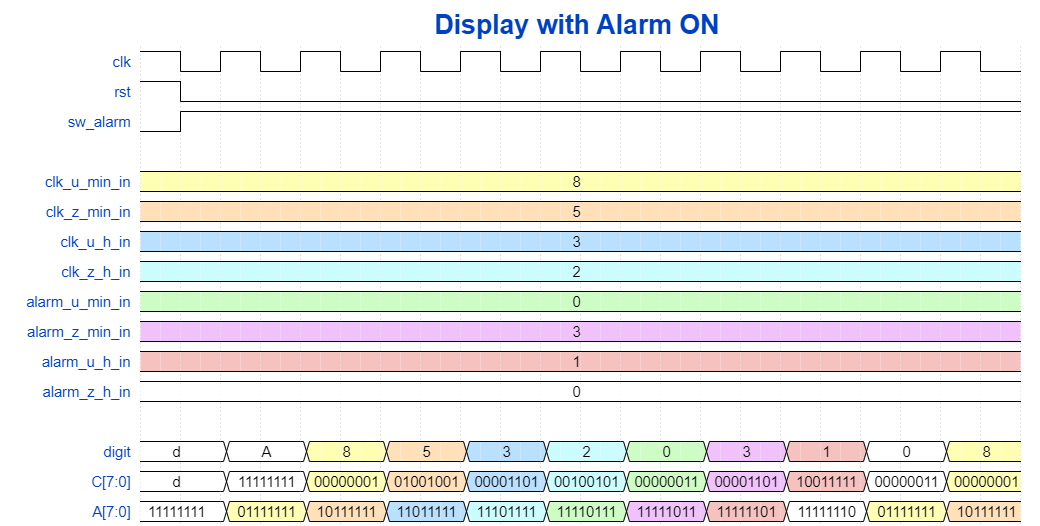 Display with Alarm ON
clk
rst
sw_alarm
clk_u_min_in 8
clk_z_min_in 5
clk_u_h_in 3
clk_z_h_in 2
alarm_u_min_in 0
alarm_z_min_in 3
alarm_u_h_in 1
alarm_z_h_in 0
digit d A 8 5 3 2 0 3 1 0 8
C[7:0] d 11111111 00000001 01001001 00001101 00100101 00000011 00001101 10011111 00000011 00000001
A[7:0] 11111111 01111111 10111111 11011111 11101111 11110111 11111011 11111101 11111110 01111111 10111111